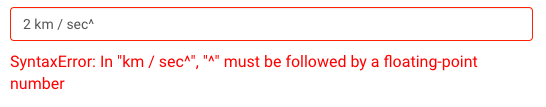 2 km / sec^
SyntaxError: In "km / sec^", "^" must be followed by a floating-point
number